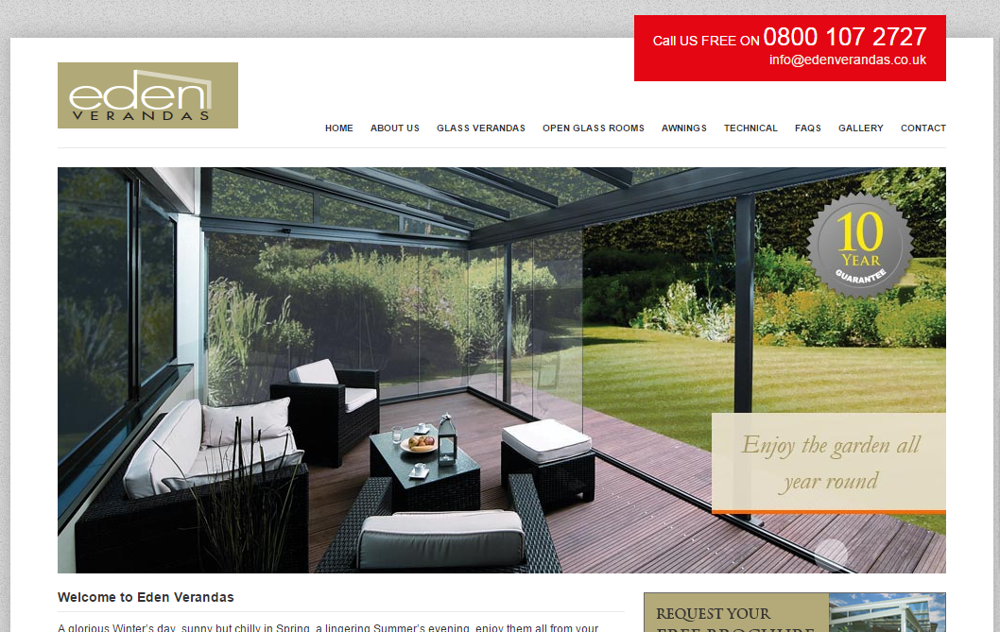 Call US FREE ON 0800 107 2727
info@edenverandas.co.uk
eden
VERANDAS
HOME ABOUT US GLASS VERANDAS OPEN GLASS ROOMS AWNINGS TECHNICAL FAQS GALLERY CONTACT
10
YEAR
GUARANTEE
Enjoy the garden all
year round
Welcome to Eden Verandas
A glorious Winter's day, sunny but chilly in Spring, a lingering Summer's evening, enjoy them all from your
REQUEST YOUR
FREE BROCHURE